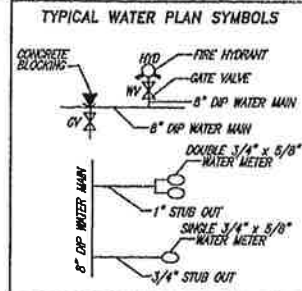 TYPICAL WATER PLAN SYMBOLS
HYD
CONCRETE
BLOCKING
FIRE HYDRANT
WV
GATE VALVE
8" DIP WATER MAIN
GV
8" DIP WATER MAIN
DOUBLE 3/4" x 5/8"
WATER METER
8" DIP WATER MAIN
1" STUB OUT
SINGLE 3/4" x 5/8"
WATER METER
3/4" STUB OUT